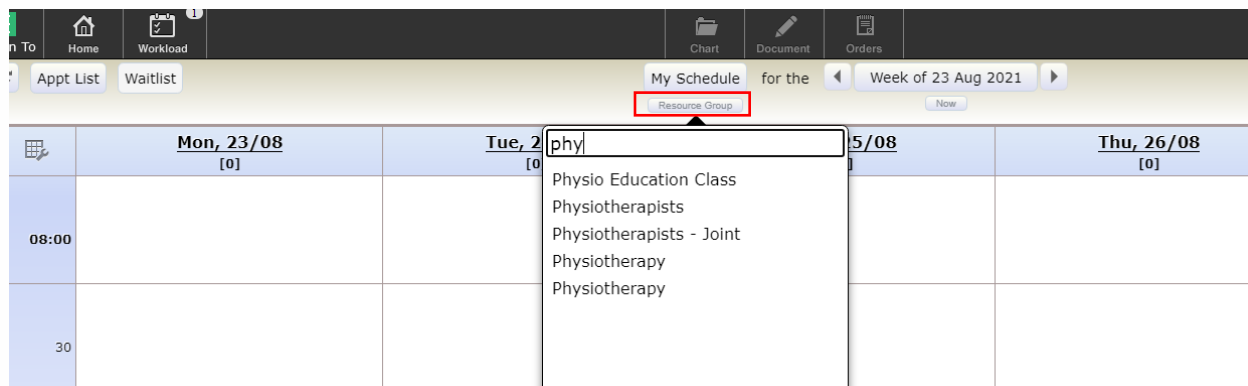 1
n To Home Workload Chart Document Orders
Appt List Waitlist My Schedule for the Week of 23 Aug 2021
Resource Group Now
Mon, 23/08 Tue, 2 5/08 Thu, 26/08
[0] [0 ] [0]
phy
Physio Education Class
Physiotherapists
08:00 Physiotherapists - Joint
Physiotherapy
Physiotherapy
30